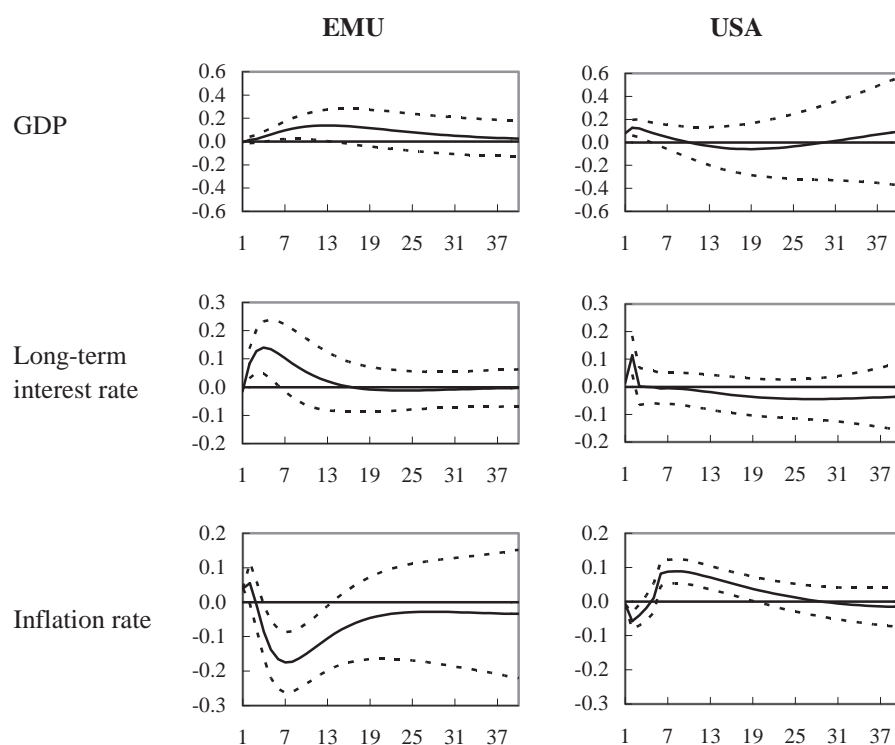 EMU USA
GDP
0.6 0.6
0.4 0.4
0.2 0.2
0.0 0.0
-0.2 -0.2
-0.4 -0.4
-0.6 -0.6
1 7 13 19 25 31 37 1 7 13 19 25 31 37
Long-term
interest rate
0.3 0.3
0.2 0.2
0.1 0.1
0.0 0.0
-0.1 -0.1
-0.2 -0.2
1 7 13 19 25 31 37 1 7 13 19 25 31 37
Inflation rate
0.2 0.2
0.1 0.1
0.0 0.0
-0.1 -0.1
-0.2 -0.2
-0.3 -0.3
1 7 13 19 25 31 37 1 7 13 19 25 31 37